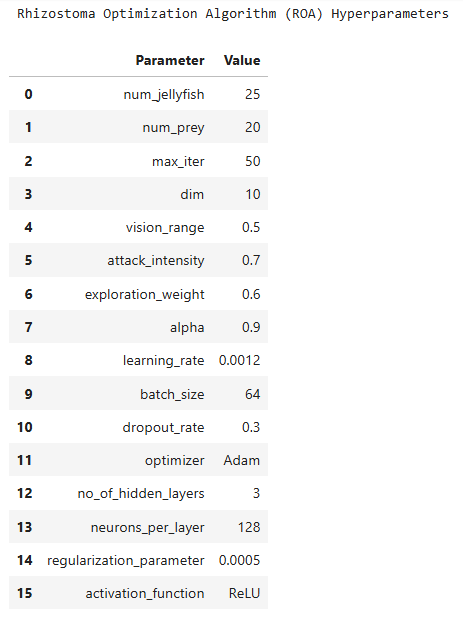 Rhizostoma Optimization Algorithm (ROA) Hyperparameters
Parameter Value
0 num_jellyfish 25
1 num_prey 20
2 max_iter 50
3 dim 10
4 vision_range 0.5
5 attack_intensity 0.7
6 exploration_weight 0.6
7 alpha 0.9
8 learning_rate 0.0012
9 batch_size 64
10 dropout_rate 0.3
11 optimizer Adam
12 no_of_hidden_layers 3
13 neurons_per_layer 128
14 regularization_parameter 0.0005
15 activation_function ReLU